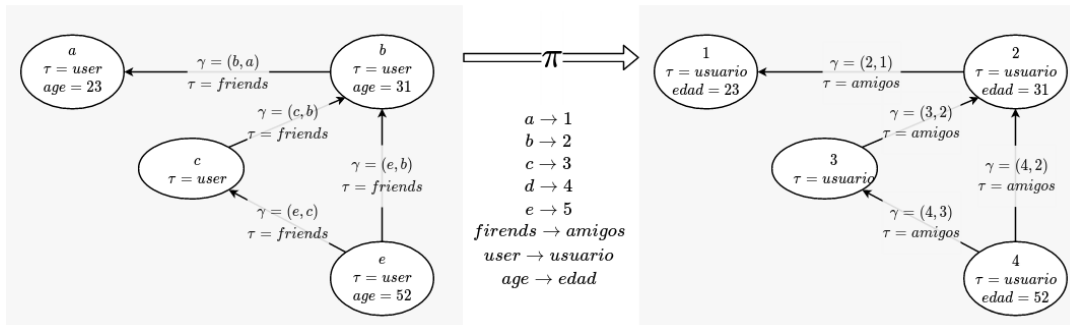 a
τ = user
age = 23
γ = (b, a)
τ = friends
b
τ = user
age = 31
γ = (c, b)
τ = friends
c
τ = user
γ = (e, b)
τ = friends
γ = (e, c)
τ = friends
e
τ = user
age = 52
π
a → 1
b → 2
c → 3
d → 4
e → 5
firends → amigos
user → usuario
age → edad
1
τ = usuario
edad = 23
γ = (2, 1)
τ = amigos
2
τ = usuario
edad = 31
γ = (3, 2)
τ = amigos
3
τ = usuario
γ = (4, 2)
τ = amigos
γ = (4, 3)
τ = amigos
4
τ = usuario
edad = 52